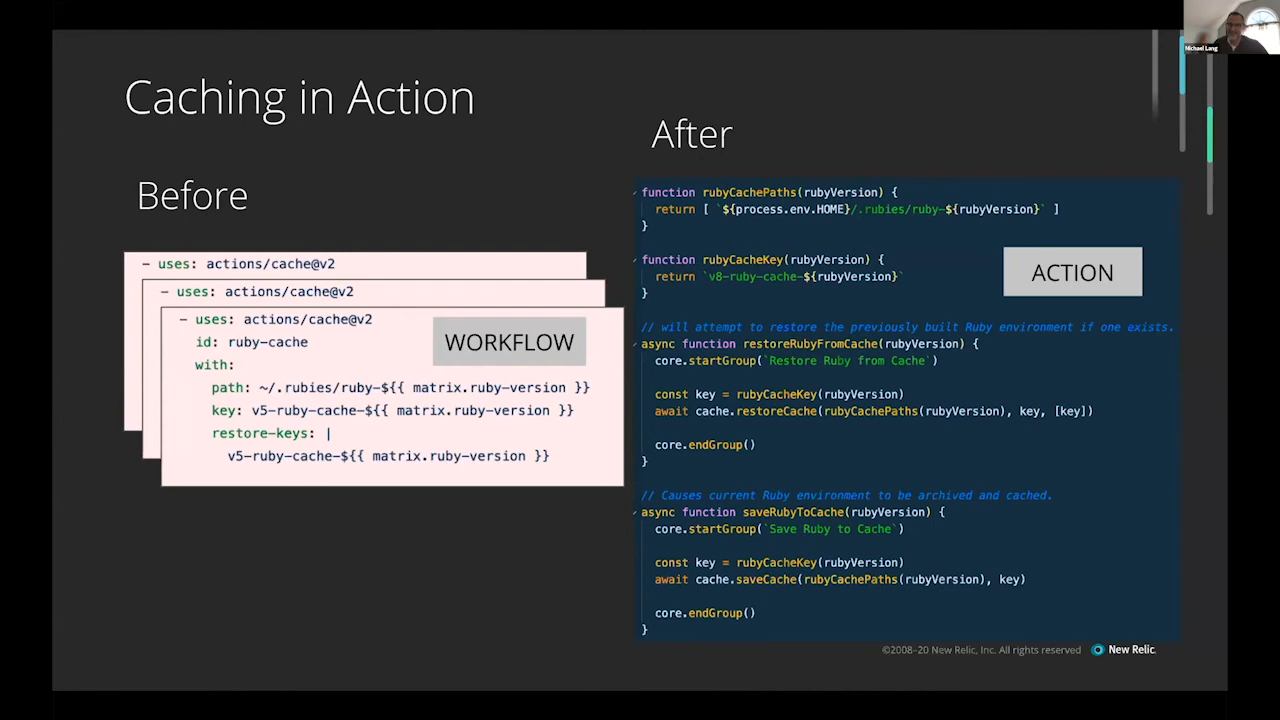 Michael Lang
Caching in Action
Before
- uses: actions/cache@v2
- uses: actions/cache@v2
- uses: actions/cache@v2
id: ruby-cache
with:
path: ~/.rubies/ruby-${{ matrix.ruby-version }}
key: v5-ruby-cache-${{ matrix.ruby-version }}
restore-keys: |
v5-ruby-cache-${{ matrix.ruby-version }}
WORKFLOW
After
function rubyCachePaths(rubyVersion) {
return [ `${process.env.HOME}/.rubies/ruby-${rubyVersion}` ]
}
function rubyCacheKey(rubyVersion) {
return `v8-ruby-cache-${rubyVersion}`
}
ACTION
// will attempt to restore the previously built Ruby environment if one exists.
async function restoreRubyFromCache(rubyVersion) {
core.startGroup(`Restore Ruby from Cache`)
const key = rubyCacheKey(rubyVersion)
await cache.restoreCache(rubyCachePaths(rubyVersion), key, [key])
core.endGroup()
}
// Causes current Ruby environment to be archived and cached.
async function saveRubyToCache(rubyVersion) {
core.startGroup(`Save Ruby to Cache`)
const key = rubyCacheKey(rubyVersion)
await cache.saveCache(rubyCachePaths(rubyVersion), key)
core.endGroup()
}
©2008–20 New Relic, Inc. All rights reserved
New Relic.